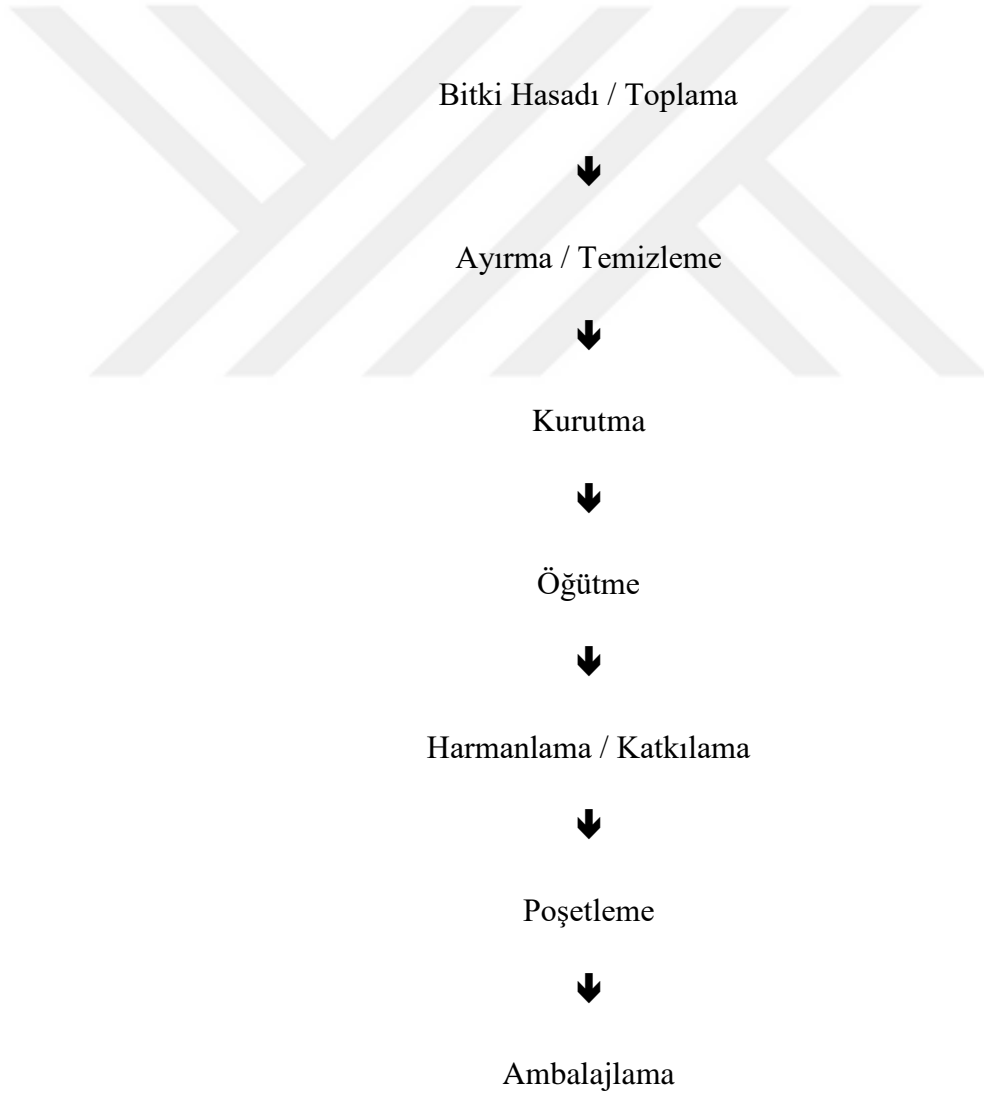 Bitki Hasadı / Toplama
🡻
Ayırma / Temizleme
🡻
Kurutma
🡻
Öğütme
🡻
Harmanlama / Katkılama
🡻
Poşetleme
🡻
Ambalajlama